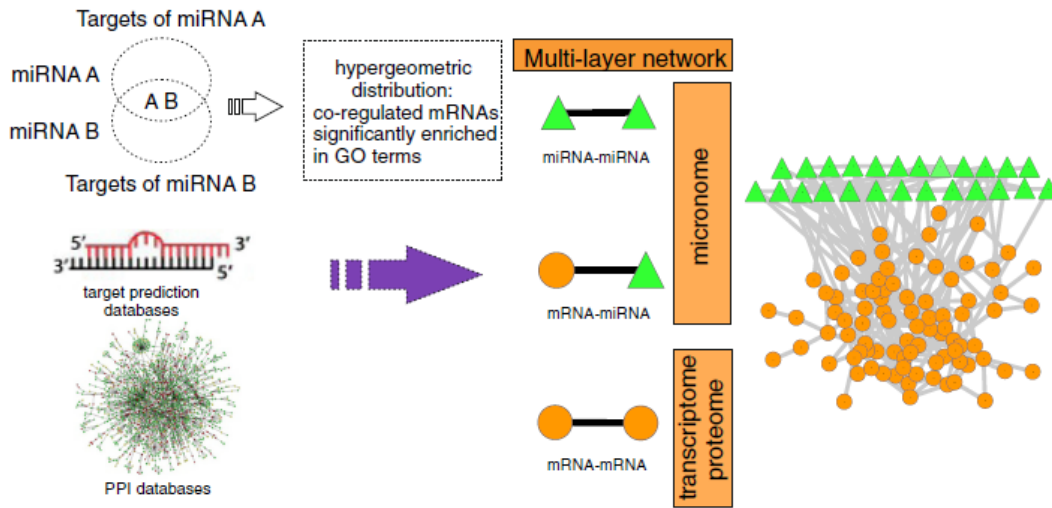 Targets of miRNA A
miRNA A
A B
miRNA B
Targets of miRNA B
hypergeometric
distribution:
co-regulated mRNAs
significantly enriched
in GO terms
Multi-layer network
miRNA-miRNA
micronome
mRNA-miRNA
transcriptome
proteome
mRNA-mRNA
5’
3’
3’
5’
target prediction
databases
PPI databases